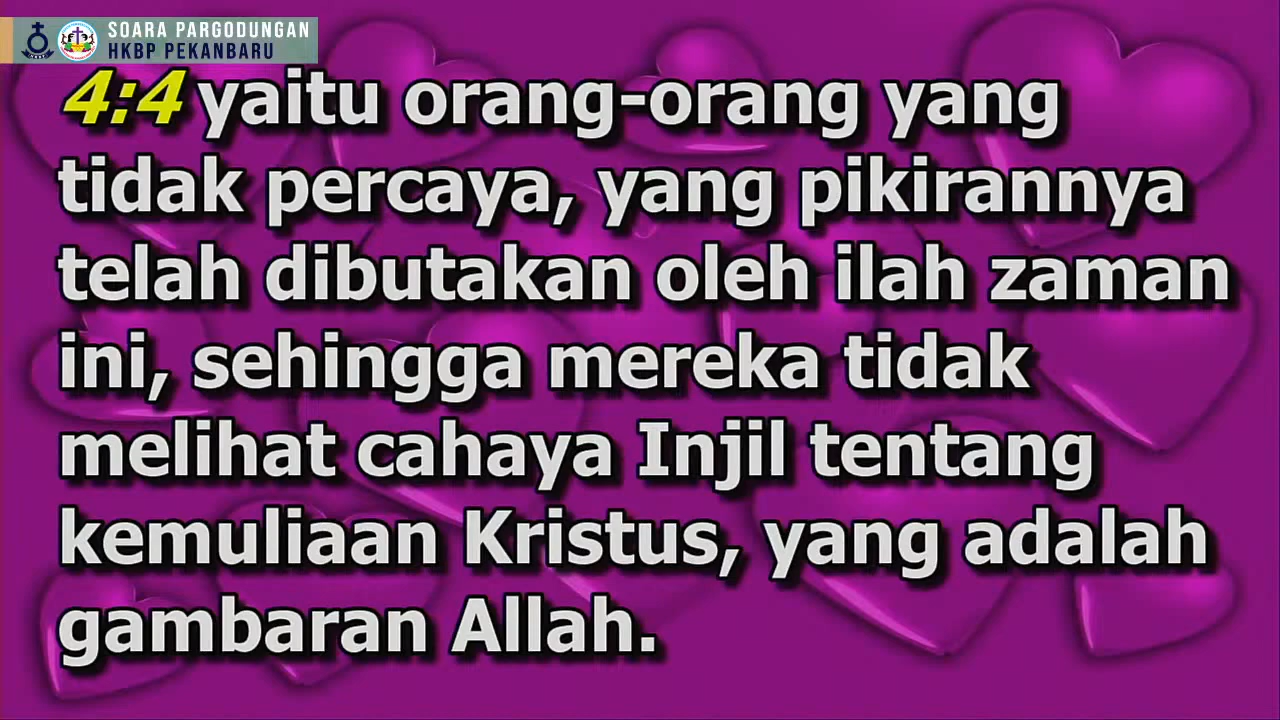 SOARA PARGODUNGAN
HKBP PEKANBARU
4:4 yaitu orang-orang yang
tidak percaya, yang pikirannya
telah dibutakan oleh ilah zaman
ini, sehingga mereka tidak
melihat cahaya Injil tentang
kemuliaan Kristus, yang adalah
gambaran Allah.